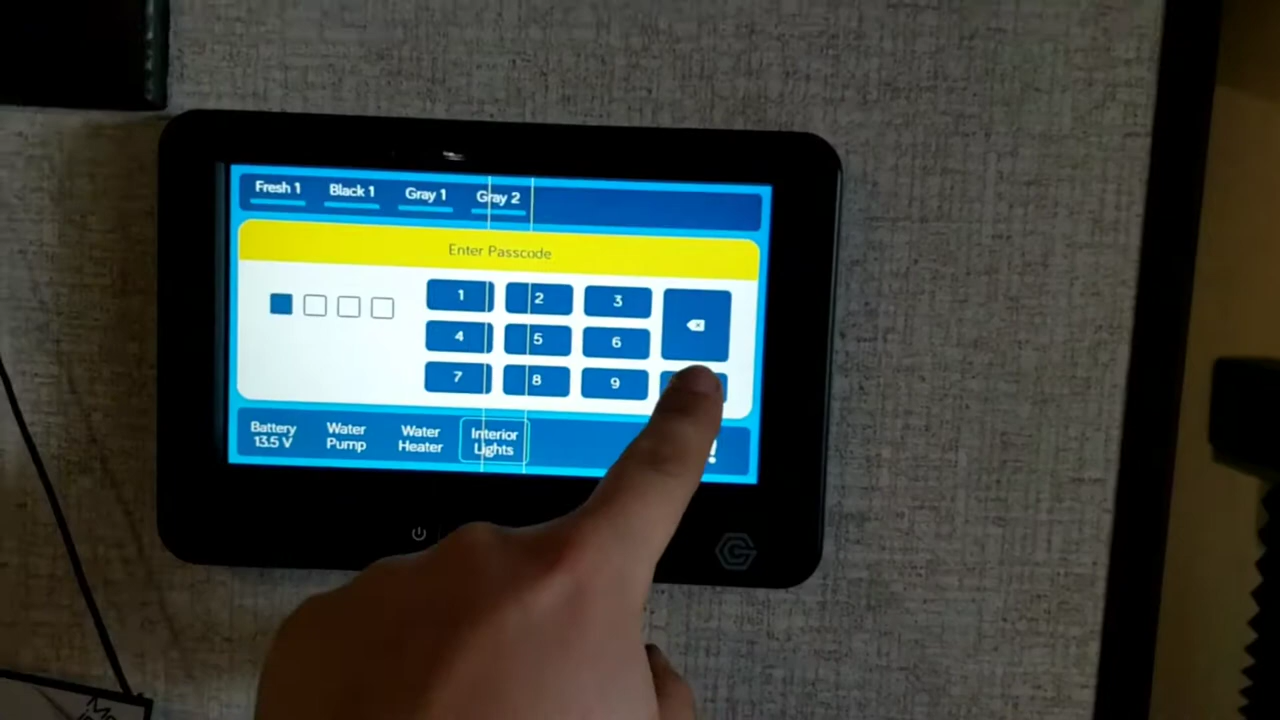 Fresh 1 Black 1 Gray 1 Gray 2
Enter Passcode
1 2 3
4 5 6
7 8 9
Battery 13.5 V
Water Pump
Water Heater
Interior Lights
!